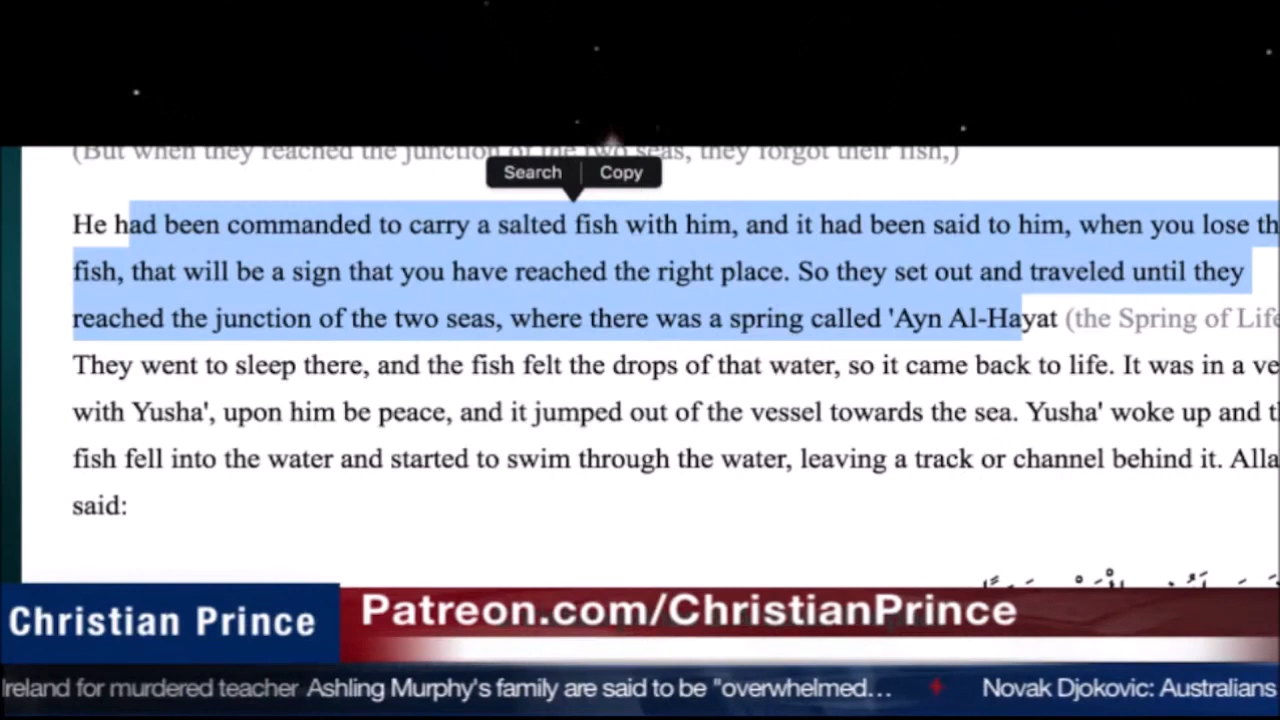 (But when they reached the junction of the two seas, they forgot their fish,)
Search Copy
He had been commanded to carry a salted fish with him, and it had been said to him, when you lose th
fish, that will be a sign that you have reached the right place. So they set out and traveled until they
reached the junction of the two seas, where there was a spring called 'Ayn Al-Hayat (the Spring of Life
They went to sleep there, and the fish felt the drops of that water, so it came back to life. It was in a ve
with Yusha', upon him be peace, and it jumped out of the vessel towards the sea. Yusha' woke up and t
fish fell into the water and started to swim through the water, leaving a track or channel behind it. Alla
said:
Christian Prince
Patreon.com/ChristianPrince
Ireland for murdered teacher Ashling Murphy's family are said to be "overwhelmed... Novak Djokovic: Australians